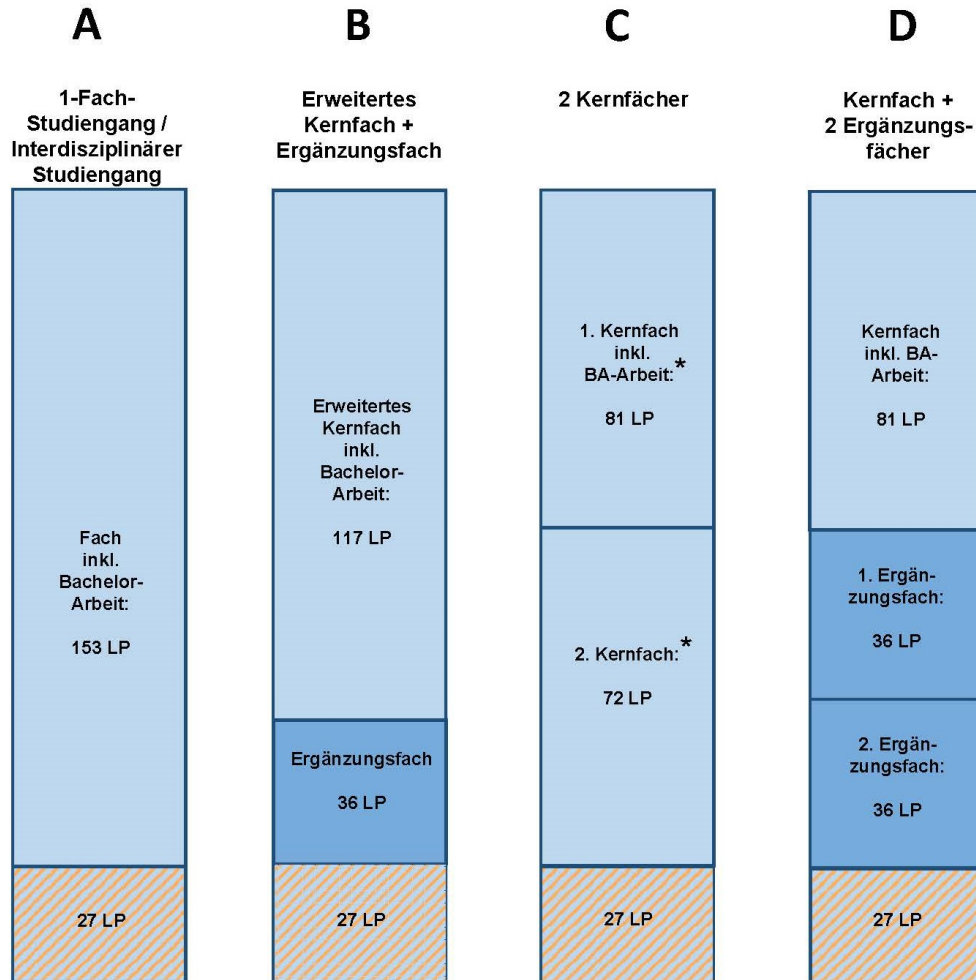 A
1-Fach-
Studiengang /
Interdisziplinärer
Studiengang
Fach
inkl.
Bachelor-
Arbeit:
153 LP
27 LP
B
Erweitertes
Kernfach +
Ergänzungsfach
Erweitertes
Kernfach
inkl.
Bachelor-
Arbeit:
117 LP
Ergänzungsfach
36 LP
27 LP
C
2 Kernfächer
1. Kernfach
inkl.
BA-Arbeit:*
81 LP
2. Kernfach:*
72 LP
27 LP
D
Kernfach +
2 Ergänzungs-
fächer
Kernfach
inkl. BA-
Arbeit:
81 LP
1. Ergän-
zungsfach:
36 LP
2. Ergän-
zungsfach:
36 LP
27 LP